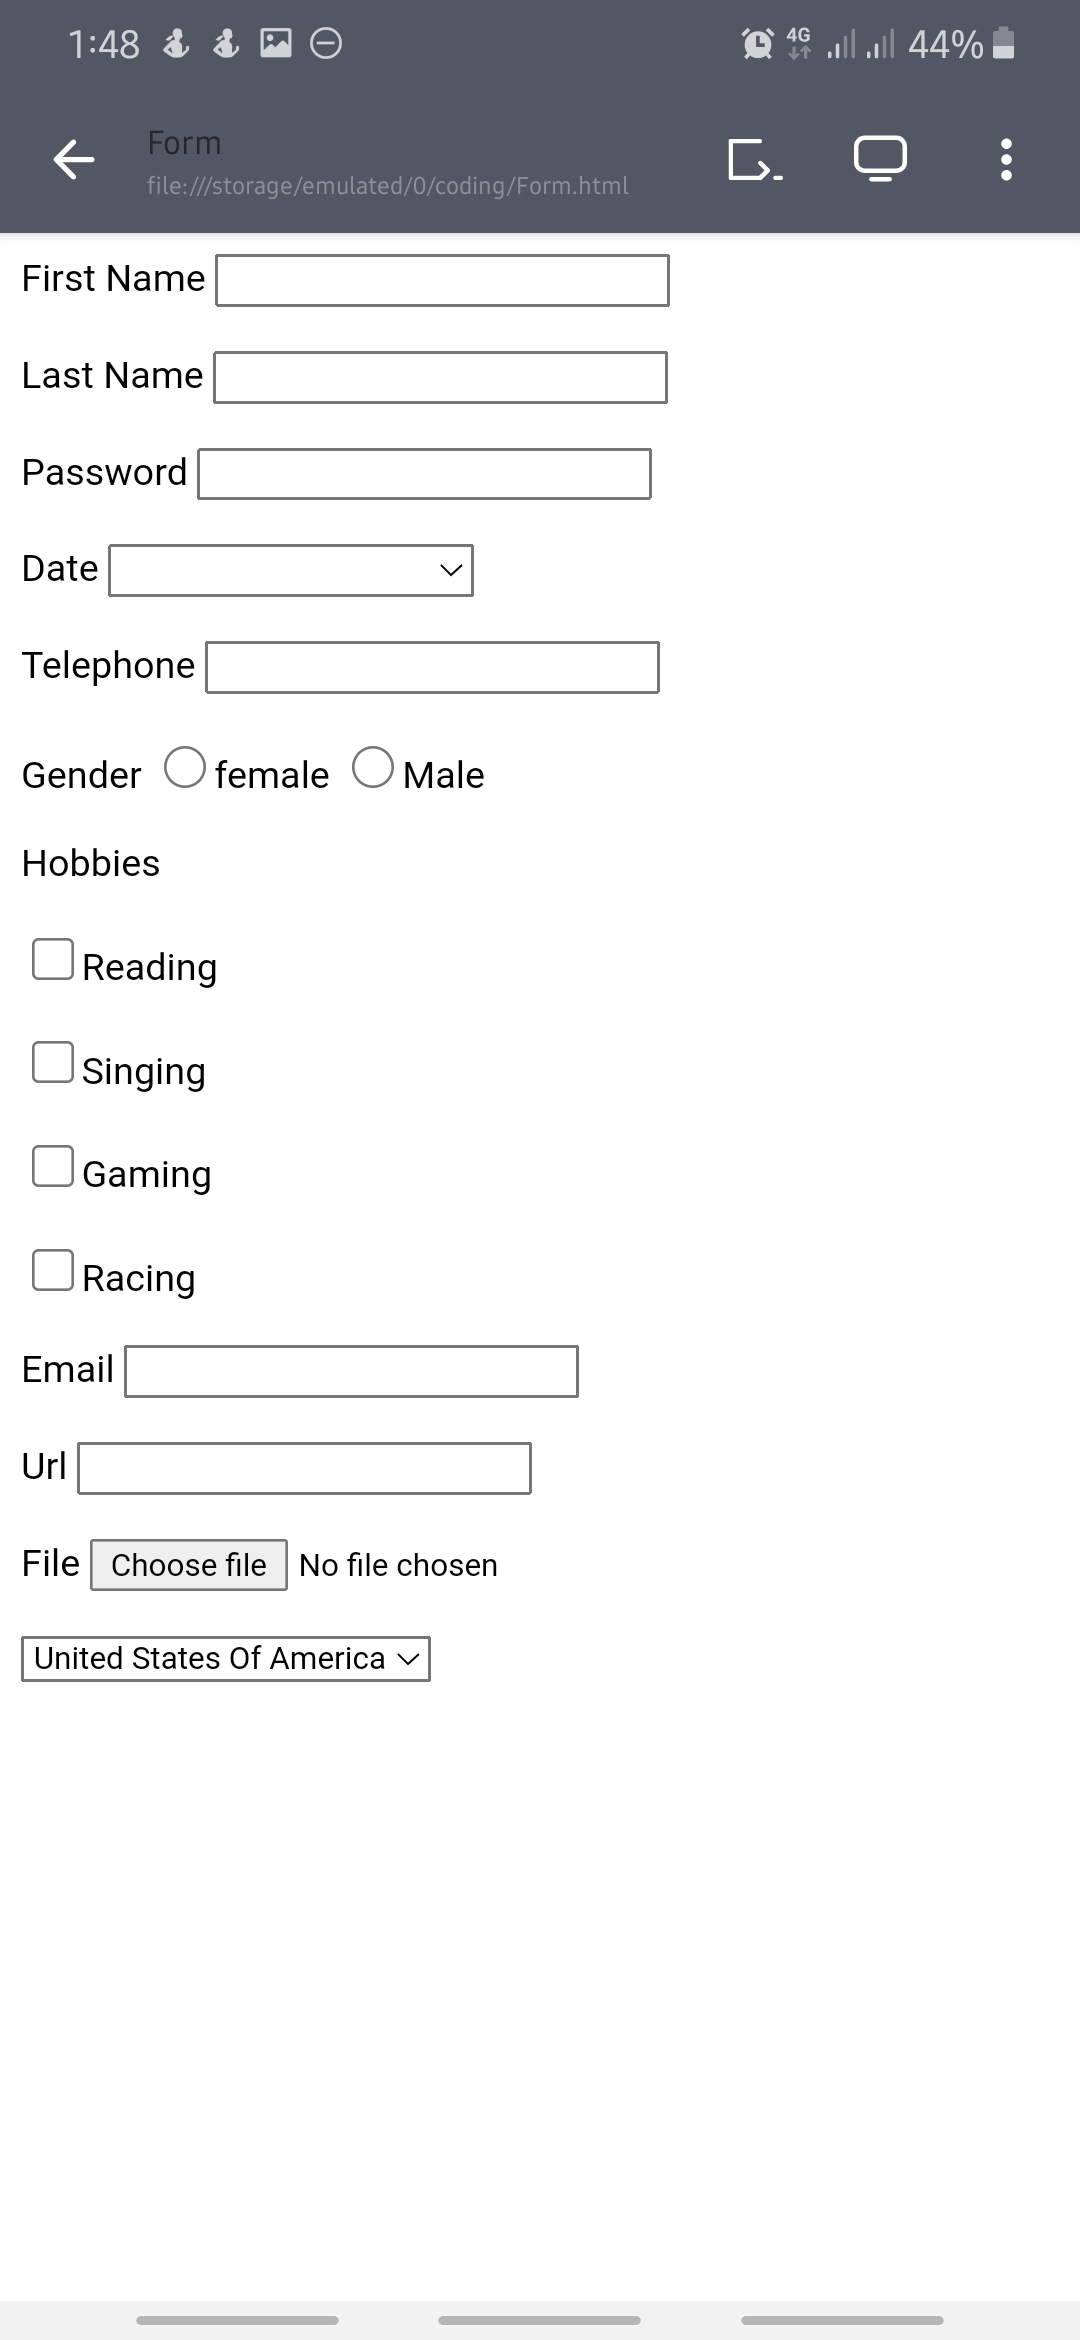 1:48 4G 44%
Form
file:///storage/emulated/0/coding/Form.html
First Name
Last Name
Password
Date
Telephone
Gender female Male
Hobbies
Reading
Singing
Gaming
Racing
Email
Url
File Choose file No file chosen
United States Of America